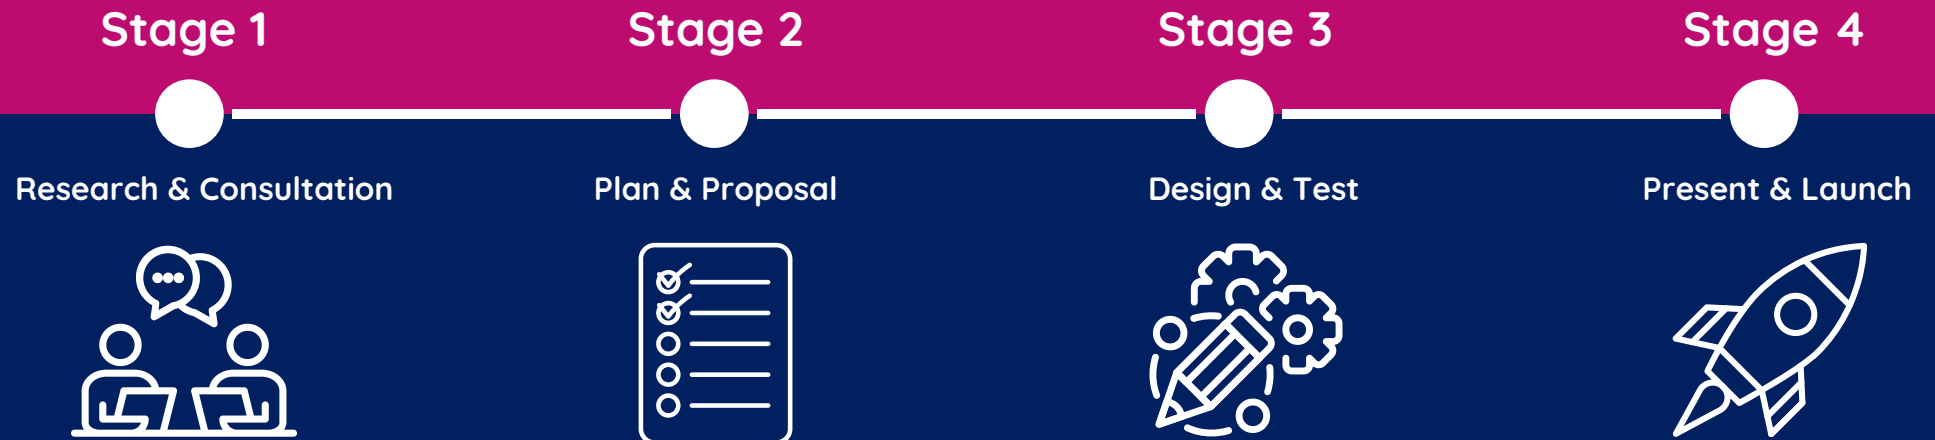 Stage 1
Stage 2
Stage 3
Stage 4
Research & Consultation
Plan & Proposal
Design & Test
Present & Launch